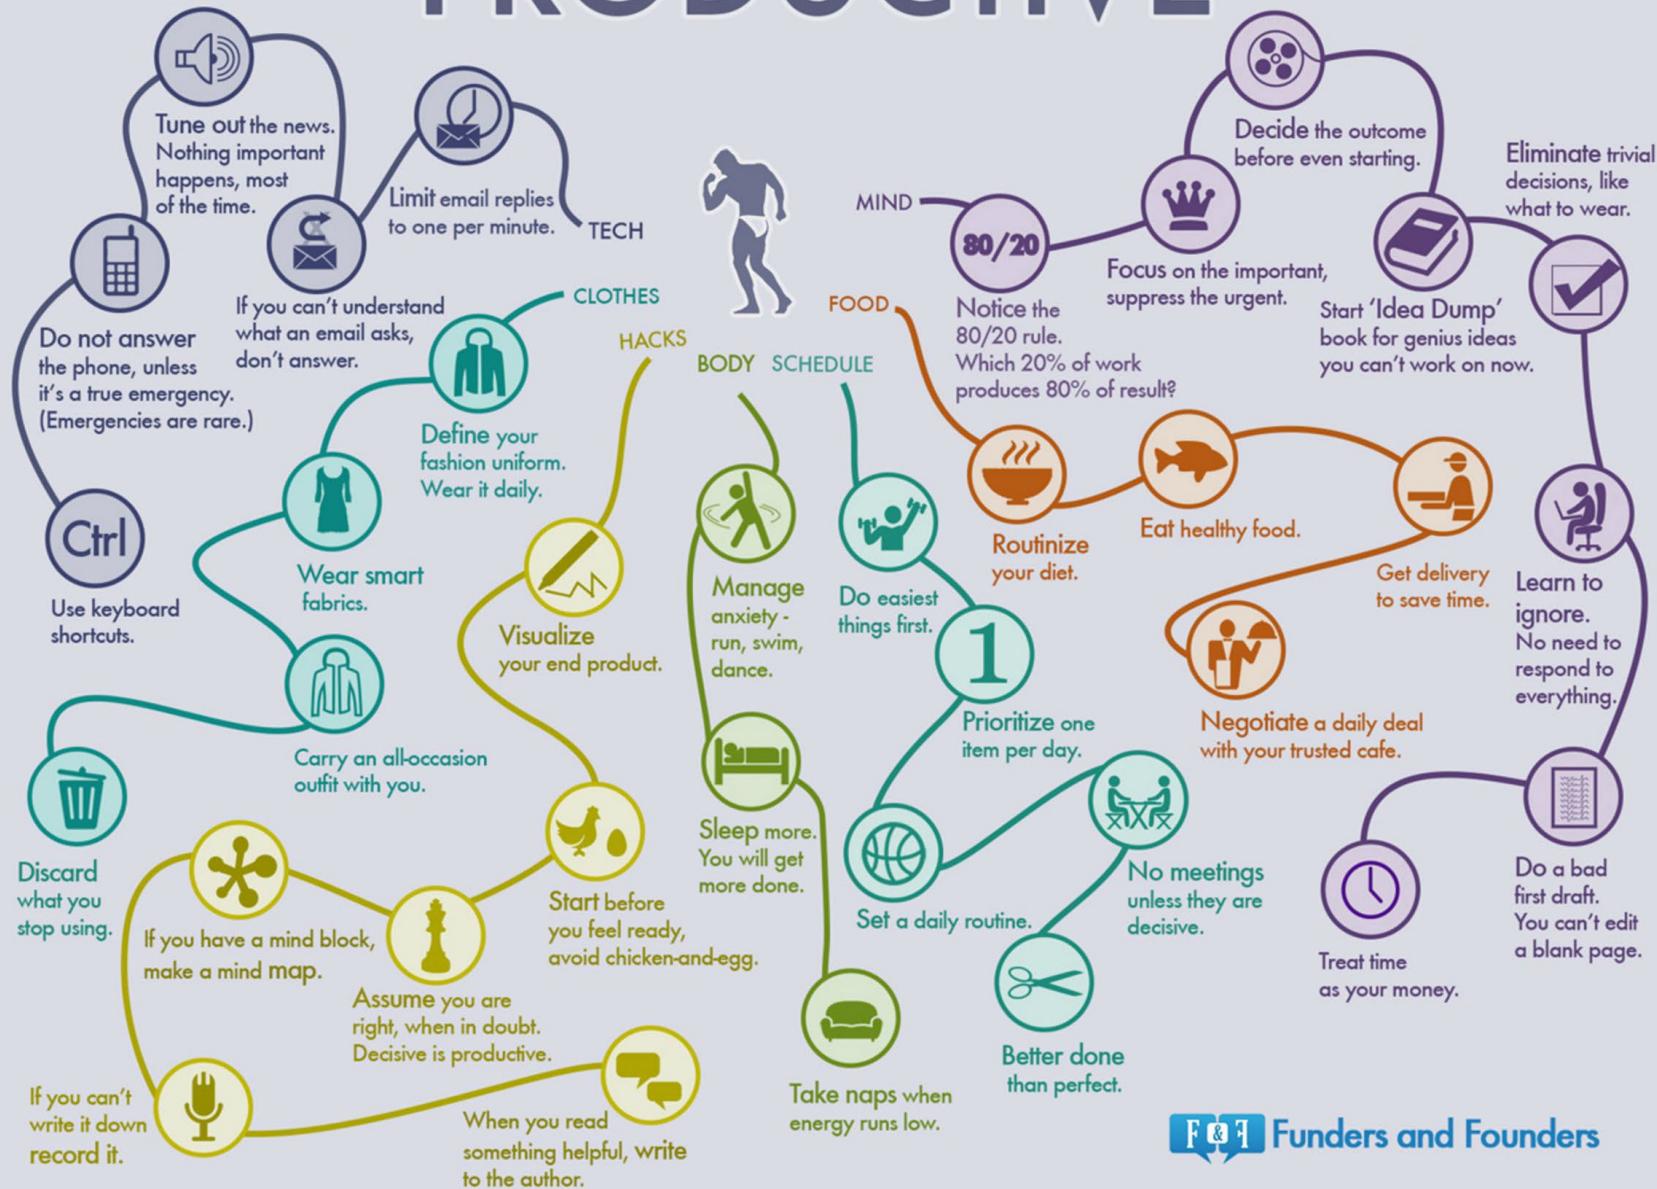 PRODUCTIVE
TECH
Limit email replies
to one per minute.
If you can't understand
what an email asks,
don't answer.
Tune out the news.
Nothing important
happens, most
of the time.
Do not answer
the phone, unless
it's a true emergency.
(Emergencies are rare.)
Ctrl
Use keyboard
shortcuts.
CLOTHES
Define your
fashion uniform.
Wear it daily.
Wear smart
fabrics.
Carry an all-occasion
outfit with you.
Discard
what you
stop using.
HACKS
Visualize
your end product.
Start before
you feel ready,
avoid chicken-and-egg.
Assume you are
right, when in doubt.
Decisive is productive.
If you have a mind block,
make a mind map.
If you can't
write it down
record it.
When you read
something helpful, write
to the author.
BODY
Manage
anxiety -
run, swim,
dance.
Sleep more.
You will get
more done.
Take naps when
energy runs low.
SCHEDULE
Do easiest
things first.
1
Prioritize one
item per day.
Set a daily routine.
No meetings
unless they are
decisive.
Better done
than perfect.
FOOD
Routinize
your diet.
Eat healthy food.
Get delivery
to save time.
Negotiate a daily deal
with your trusted cafe.
MIND
80/20
Notice the
80/20 rule.
Which 20% of work
produces 80% of result?
Focus on the important,
suppress the urgent.
Decide the outcome
before even starting.
Start 'Idea Dump'
book for genius ideas
you can't work on now.
Eliminate trivial
decisions, like
what to wear.
Learn to
ignore.
No need to
respond to
everything.
Do a bad
first draft.
You can't edit
a blank page.
Treat time
as your money.
F&F Funders and Founders